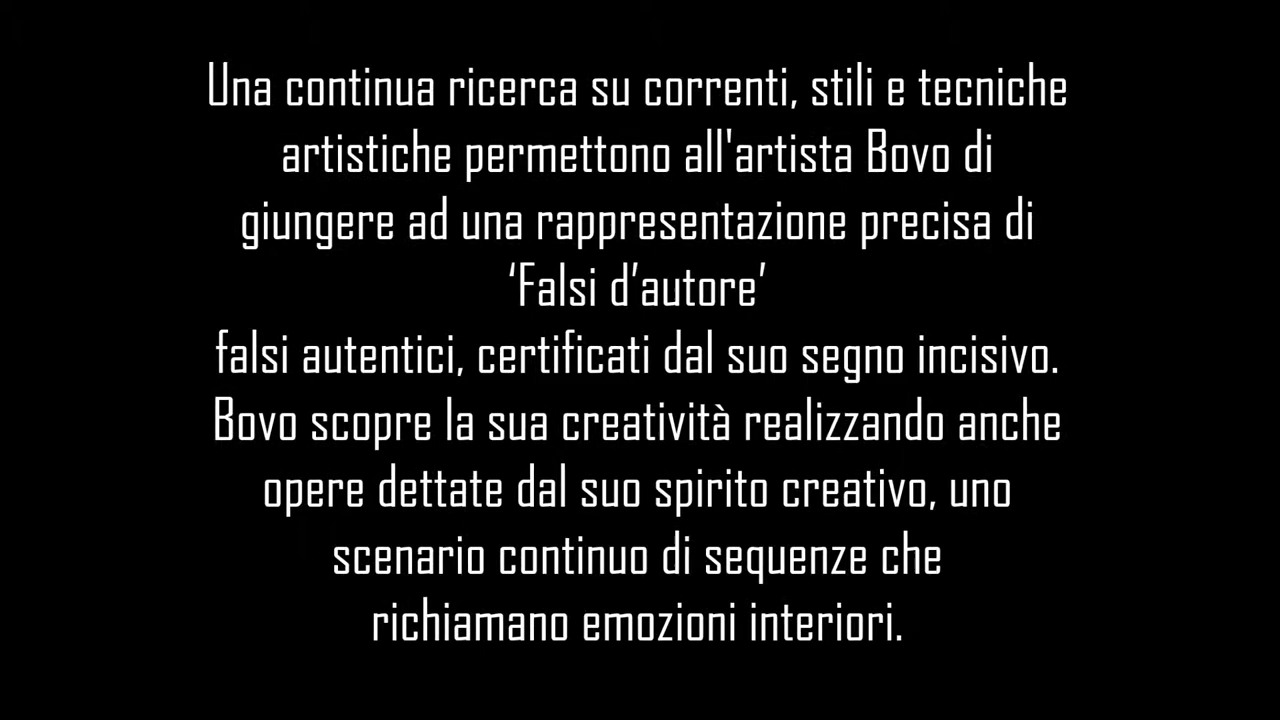 Una continua ricerca su correnti, stili e tecniche
artistiche permettono all'artista Bovo di
giungere ad una rappresentazione precisa di
‘Falsi d’autore’
falsi autentici, certificati dal suo segno incisivo.
Bovo scopre la sua creatività realizzando anche
opere dettate dal suo spirito creativo, uno
scenario continuo di sequenze che
richiamano emozioni interiori.